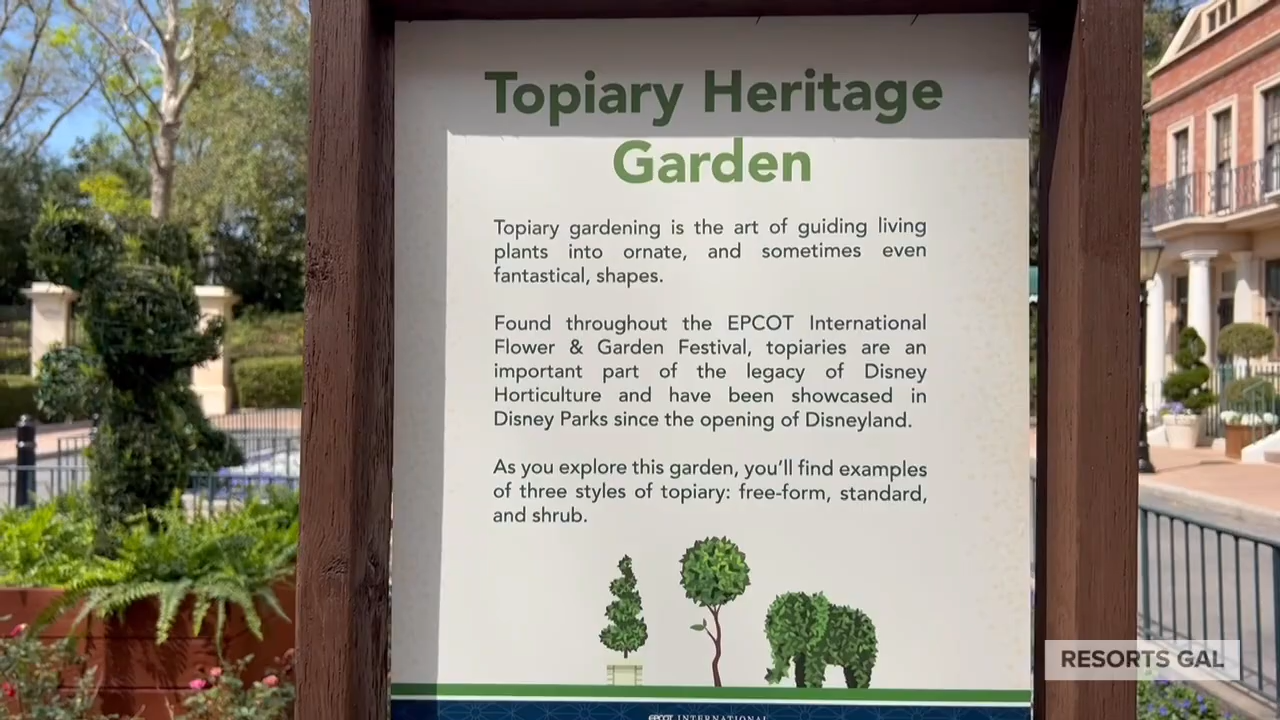 Topiary Heritage
Garden
Topiary gardening is the art of guiding living
plants into ornate, and sometimes even
fantastical, shapes.
Found throughout the EPCOT International
Flower & Garden Festival, topiaries are an
important part of the legacy of Disney
Horticulture and have been showcased in
Disney Parks since the opening of Disneyland.
As you explore this garden, you'll find examples
of three styles of topiary: free-form, standard,
and shrub.
RESORTS GAL
epcot INTERNATIONAL